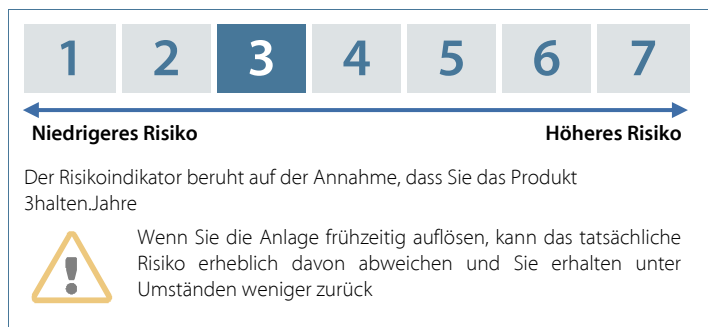 1 2 3 4 5 6 7
Niedrigeres Risiko Höheres Risiko
Der Risikoindikator beruht auf der Annahme, dass Sie das Produkt
3halten.Jahre
Wenn Sie die Anlage frühzeitig auflösen, kann das tatsächliche
Risiko erheblich davon abweichen und Sie erhalten unter
Umständen weniger zurück